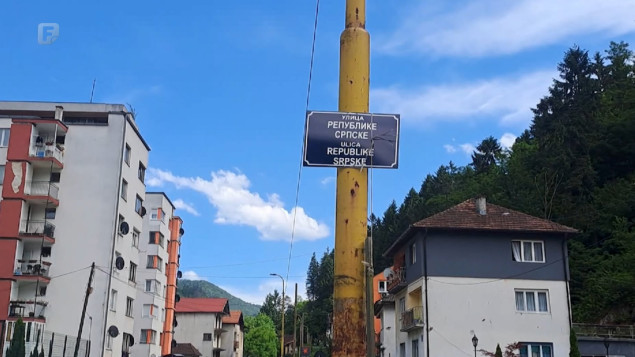 F
УЛИЦА
РЕПУБЛИКЕ
СРПСКЕ
ULICA
REPUBLIKE
SRPSKE